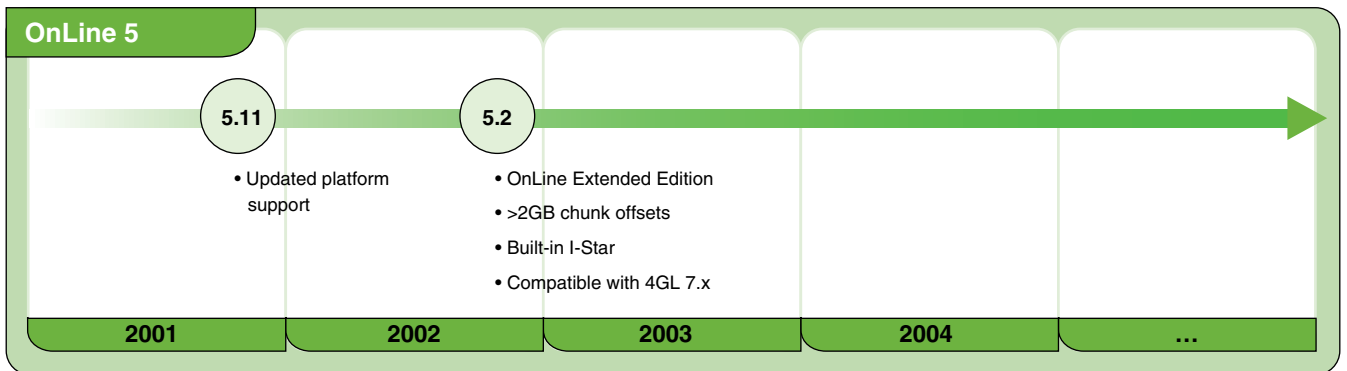 OnLine 5
5.11
5.2
• Updated platform
support
• OnLine Extended Edition
• >2GB chunk offsets
• Built-in I-Star
• Compatible with 4GL 7.x
2001
2002
2003
2004
…